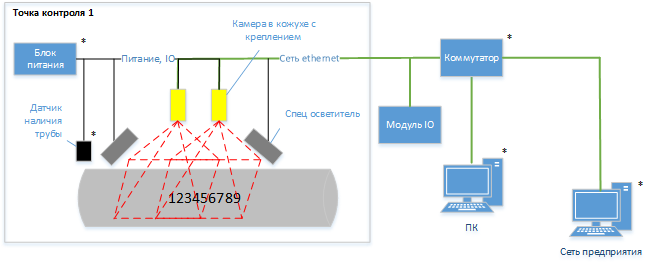 Точка контроля 1
Камера в кожухе с
креплением
*
Блок
питания
Питание, IO
Сеть ethernet
*
Коммутатор
*
Датчик
наличия
трубы
*
Спец осветитель
Модуль IO
*
ПК
123456789
*
Сеть предприятия